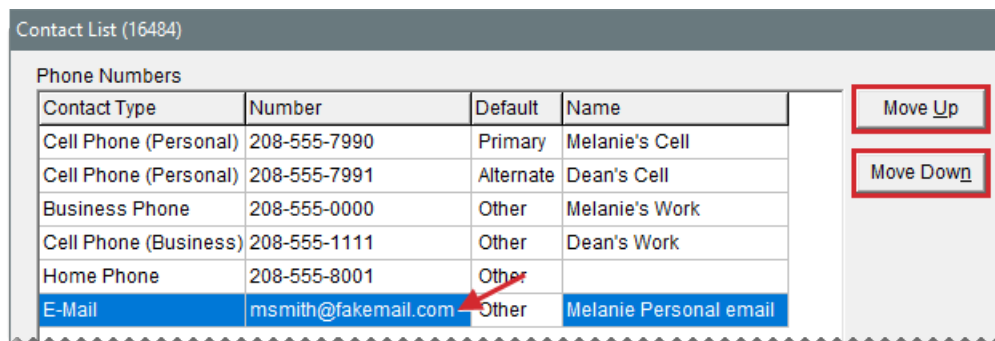 Contact List (16484)
Phone Numbers
Contact Type Number Default Name
Move Up
Cell Phone (Personal) 208-555-7990 Primary Melanie's Cell
Cell Phone (Personal) 208-555-7991 Alternate Dean's Cell
Move Down
Business Phone 208-555-0000 Other Melanie's Work
Cell Phone (Business) 208-555-1111 Other Dean's Work
Home Phone 208-555-8001 Other
E-Mail msmith@fakemail.com Other Melanie Personal email